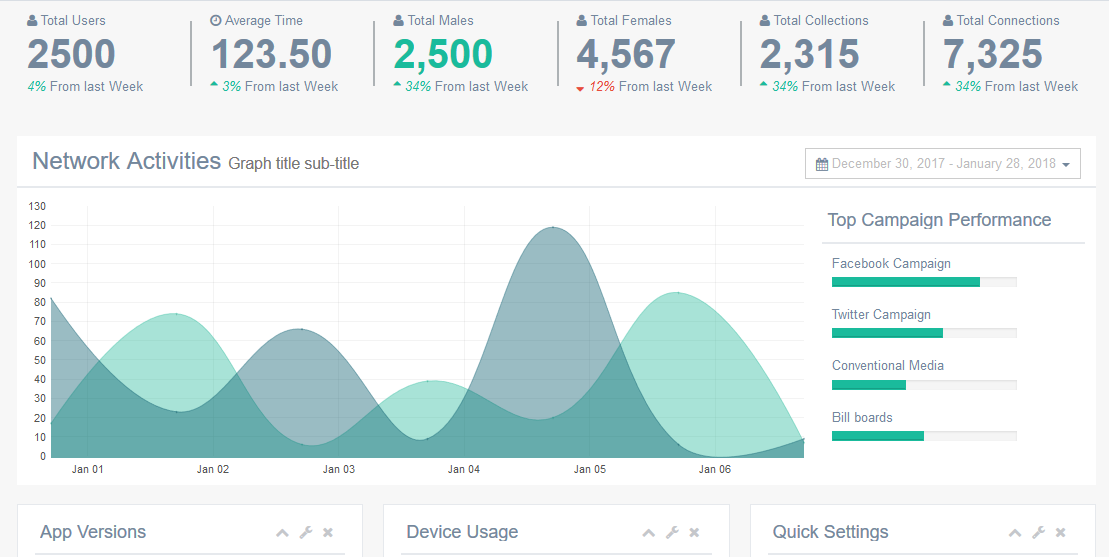 Total Users
2500
4% From last Week
Average Time
123.50
3% From last Week
Total Males
2,500
34% From last Week
Total Females
4,567
12% From last Week
Total Collections
2,315
34% From last Week
Total Connections
7,325
34% From last Week
Network Activities Graph title sub-title
December 30, 2017 - January 28, 2018
130
120
110
100
90
80
70
60
50
40
30
20
10
0
Jan 01 Jan 02 Jan 03 Jan 04 Jan 05 Jan 06
Top Campaign Performance
Facebook Campaign
Twitter Campaign
Conventional Media
Bill boards
App Versions
Device Usage
Quick Settings